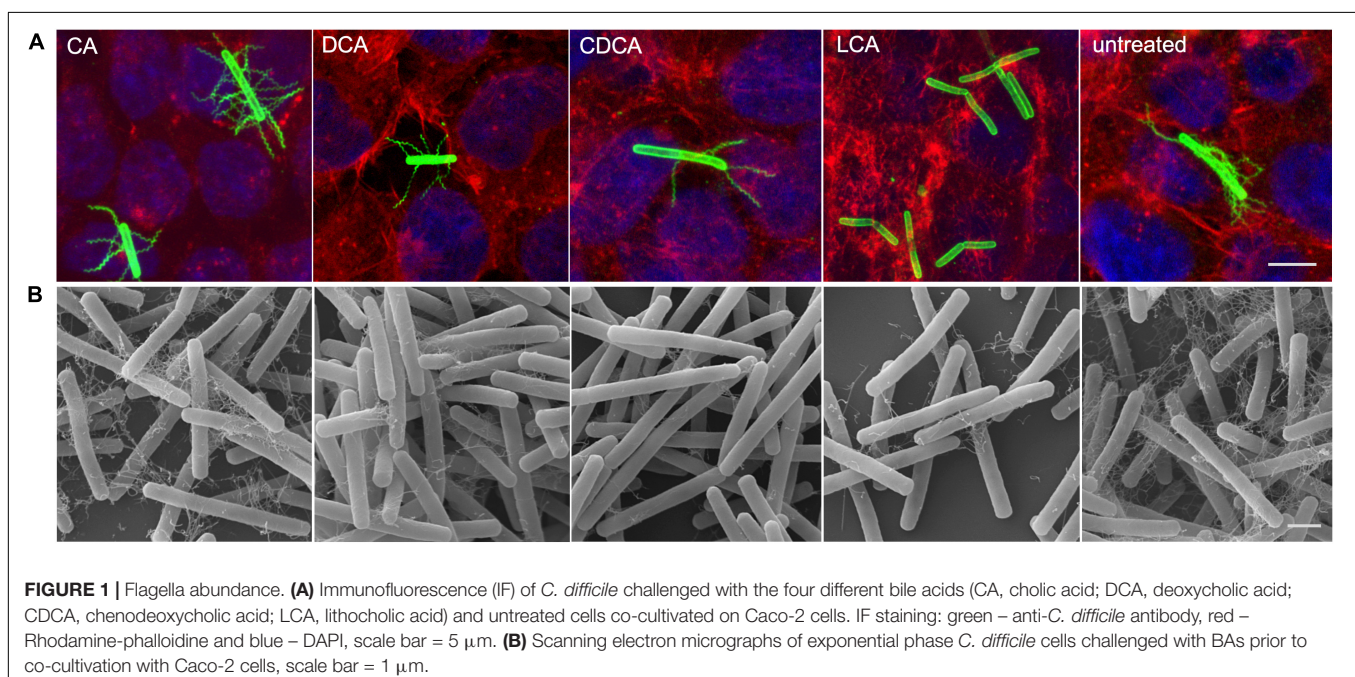 A
CA
DCA
CDCA
LCA
untreated
B
FIGURE 1 | Flagella abundance. (A) Immunofluorescence (IF) of C. difficile challenged with the four different bile acids (CA, cholic acid; DCA, deoxycholic acid;
CDCA, chenodeoxycholic acid; LCA, lithocholic acid) and untreated cells co-cultivated on Caco-2 cells. IF staining: green – anti-C. difficile antibody, red –
Rhodamine-phalloidine and blue – DAPI, scale bar = 5 μm. (B) Scanning electron micrographs of exponential phase C. difficile cells challenged with BAs prior to
co-cultivation with Caco-2 cells, scale bar = 1 μm.